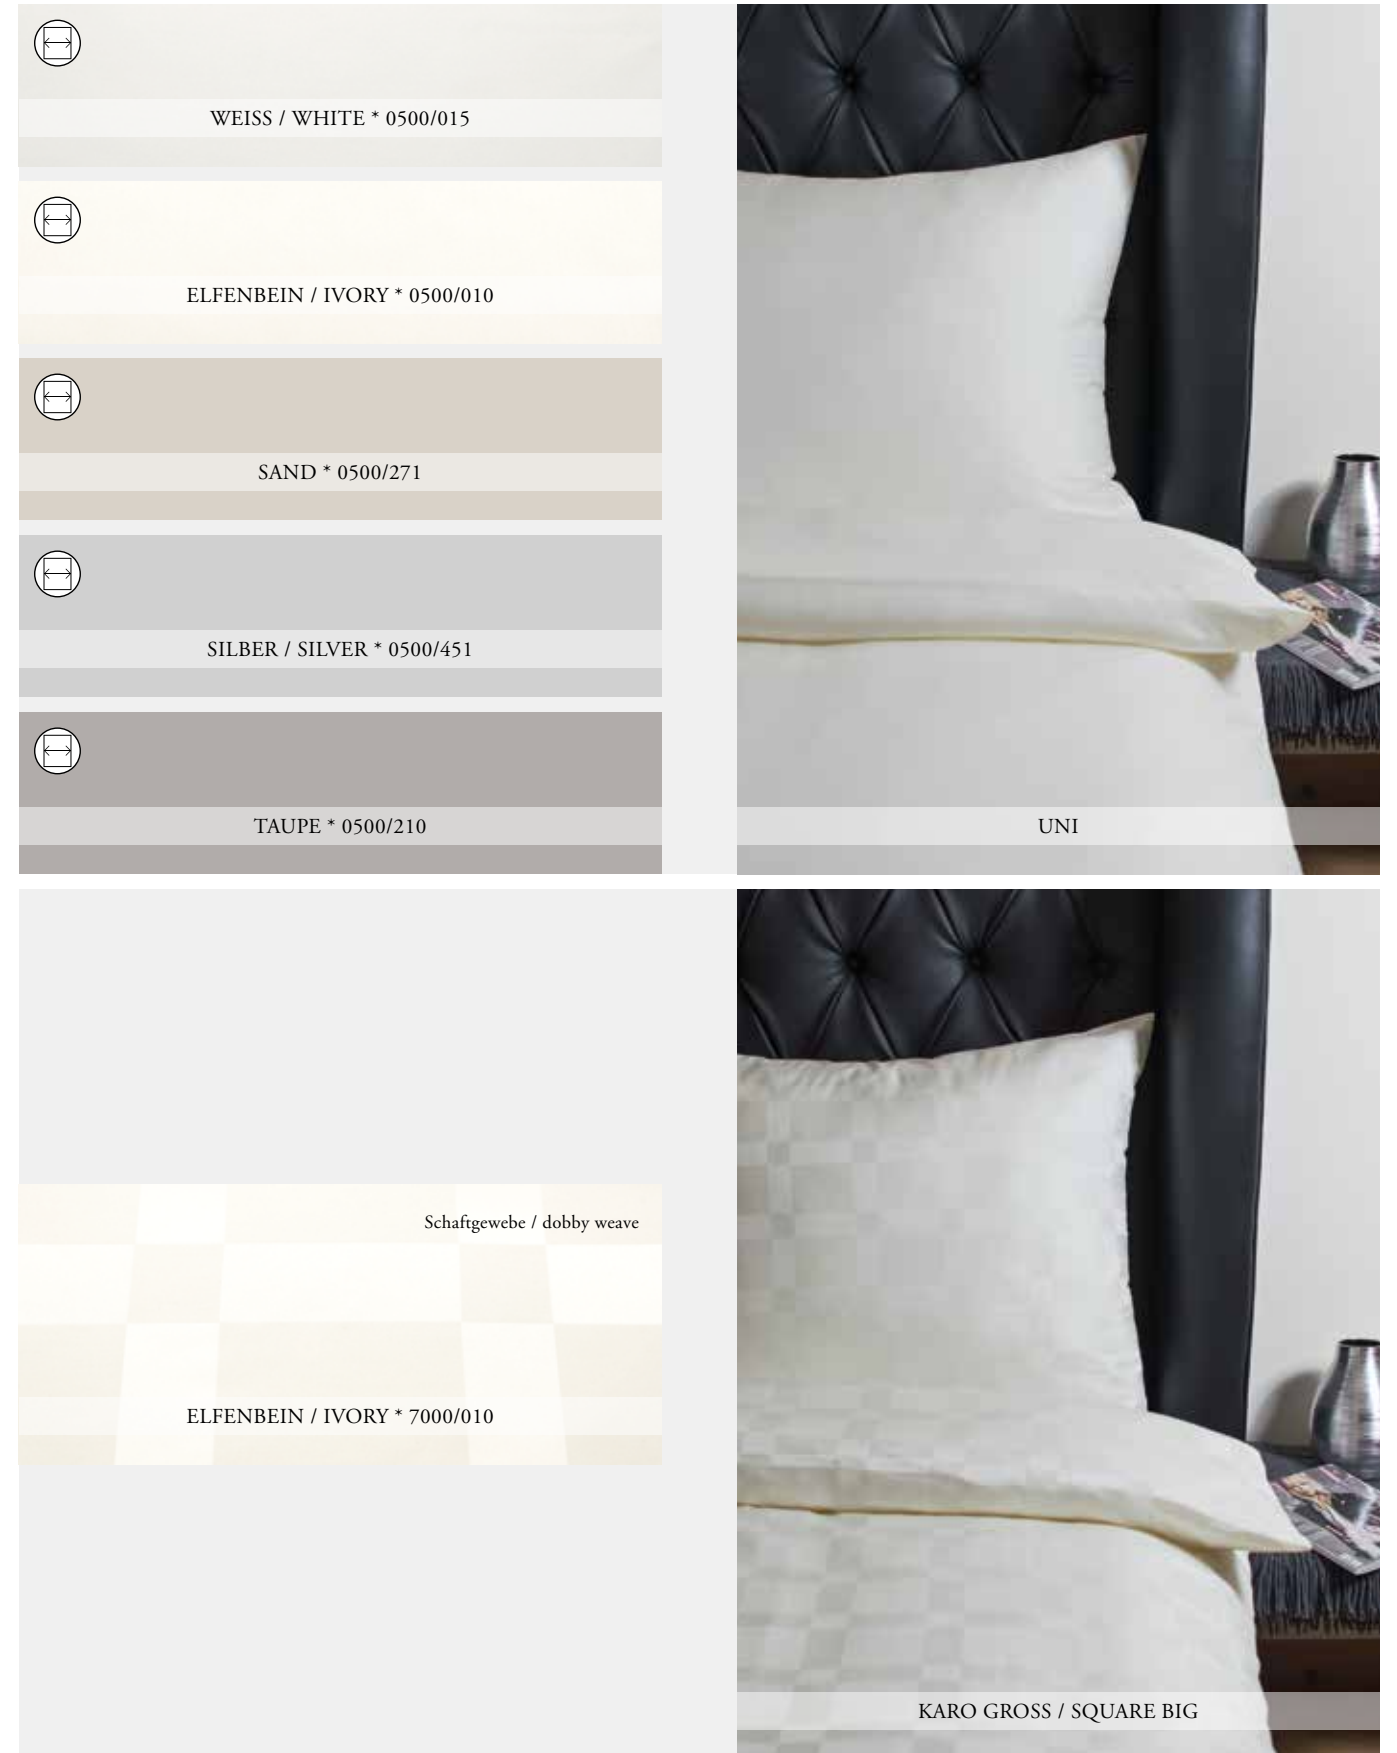 WEISS / WHITE * 0500/015
ELFENBEIN / IVORY * 0500/010
SAND * 0500/271
SILBER / SILVER * 0500/451
TAUPE * 0500/210
UNI
Schaftgewebe / dobby weave
ELFENBEIN / IVORY * 7000/010
KARO GROSS / SQUARE BIG